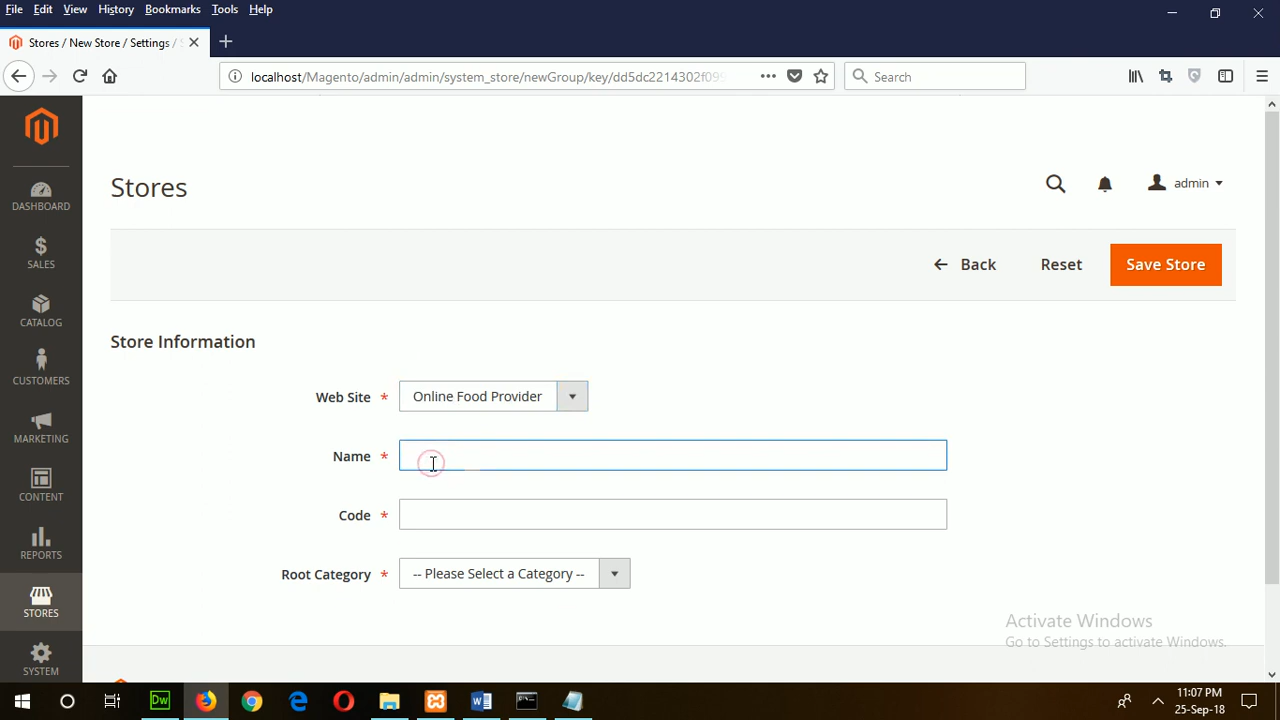 File Edit View History Bookmarks Tools Help
Stores / New Store / Settings /
localhost/Magento/admin/admin/system_store/newGroup/key/dd5dc2214302f099
Search
Stores
admin
DASHBOARD
SALES
CATALOG
CUSTOMERS
MARKETING
CONTENT
REPORTS
STORES
SYSTEM
Back Reset Save Store
Store Information
Web Site * Online Food Provider
Name *
Code *
Root Category * -- Please Select a Category --
Activate Windows
Go to Settings to activate Windows.
Dw
11:07 PM
25-Sep-18